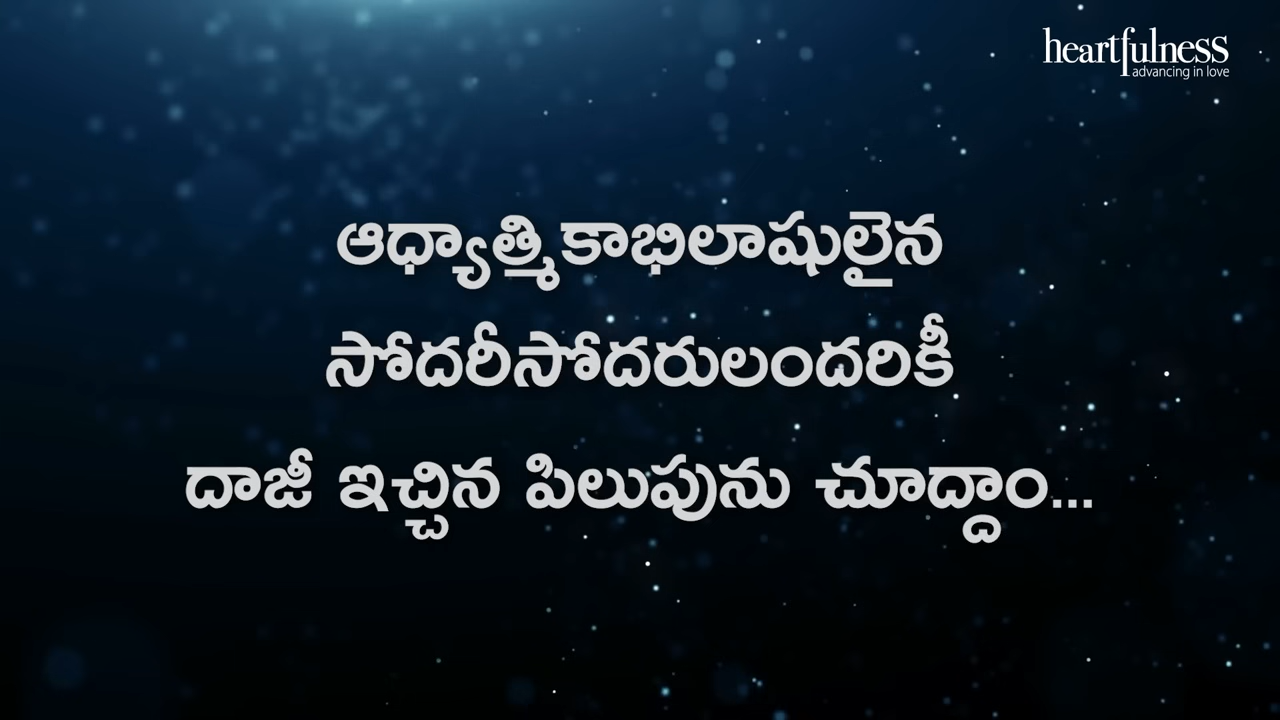 heartfulness
advancing in love
ఆధ్యాత్మికాభిలాషులైన
సోదరీసోదరులందరికీ
దాజీ ఇచ్చిన పిలుపును చూద్దాం...